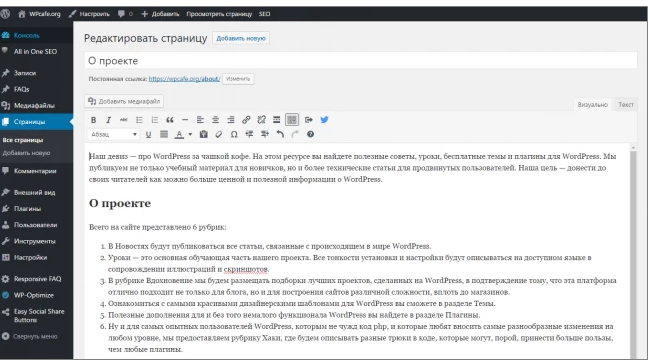 WPcafe.org Настроить 0 + Добавить Просмотреть страницу SEO
Консоль
All in One SEO
Записи
FAQs
Медиафайлы
Страницы
Все страницы
Добавить новую
Комментарии
Внешний вид
Плагины
Пользователи
Инструменты
Настройки
Responsive FAQ
WP-Optimize
Easy Social Share
Buttons
Свернуть меню
Редактировать страницу Добавить новую
О проекте
Постоянная ссылка: https://wpcafe.org/about/ Изменить
Добавить медиафайл
Визуально Текст
B I ABC
Абзац U A Ω
Наш девиз — про WordPress за чашкой кофе. На этом ресурсе вы найдете полезные советы, уроки, бесплатные темы и плагины для WordPress. Мы
публикуем не только учебный материал для новичков, но и более технические статьи для продвинутых пользователей. Наша цель — донести до
своих читателей как можно больше ценной и полезной информации о WordPress.
О проекте
Всего на сайте представлено 6 рубрик:
1. В Новостях будут публиковаться все статьи, связанные с происходящем в мире WordPress.
2. Уроки — это основная обучающая часть нашего проекта. Все тонкости установки и настройки будут описываться на доступном языке в
сопровождении иллюстраций и скриншотов.
3. В рубрике Вдохновение мы будем размещать подборки лучших проектов, сделанных на WordPress, в подтверждение тому, что эта платформа
отлично подходит не только для блога, но и для построения сайтов различной сложности, вплоть до магазинов.
4. Ознакомиться с самыми красивыми дизайнерскими шаблонами для WordPress вы сможете в разделе Темы.
5. Полезные дополнения для и без того немалого функционала WordPress вы найдете в разделе Плагины.
6. Ну и для самых опытных пользователей WordPress, которым не чужд код php, и которые любят вносить самые разнообразные изменения на
любом уровне, мы предоставляем рубрику Хаки, где будем описывать разные трюки в коде, которые могут, порой, принести больше пользы,
чем любые плагины.